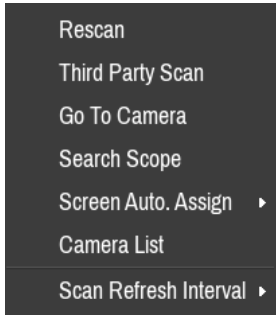 Rescan
Third Party Scan
Go To Camera
Search Scope
Screen Auto. Assign
Camera List
Scan Refresh Interval